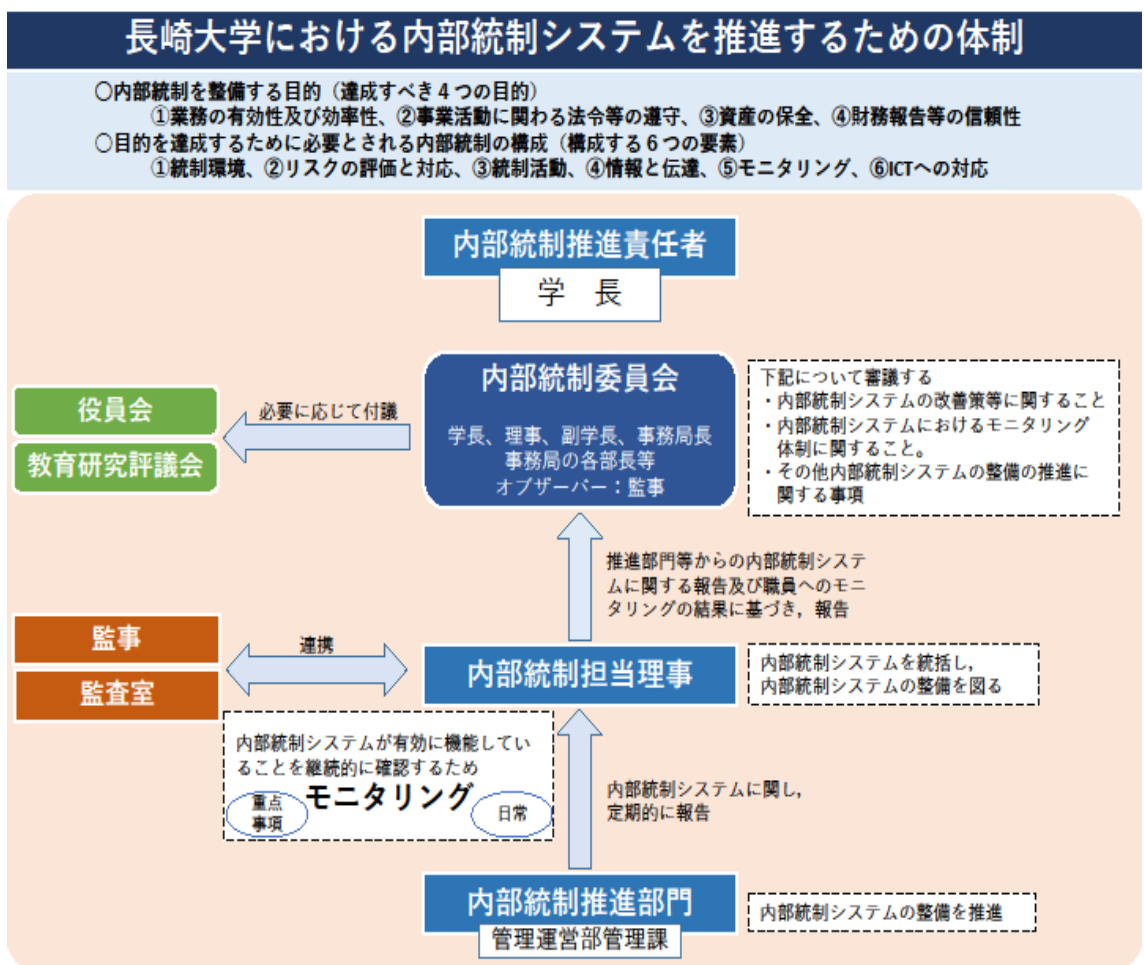 長崎大学における内部統制システムを推進するための体制
○内部統制を整備する目的（達成すべき４つの目的）
①業務の有効性及び効率性、②事業活動に関わる法令等の遵守、③資産の保全、④財務報告等の信頼性
○目的を達成するために必要とされる内部統制の構成（構成する６つの要素）
①統制環境、②リスクの評価と対応、③統制活動、④情報と伝達、⑤モニタリング、⑥ICTへの対応
内部統制推進責任者
学　長
内部統制委員会
学長、理事、副学長、事務局長
事務局の各部長等
オブザーバー：監事
下記について審議する
・内部統制システムの改善策等に関すること
・内部統制システムにおけるモニタリング
体制に関すること。
・その他内部統制システムの整備の推進に
関する事項
必要に応じて付議
役員会
教育研究評議会
推進部門等からの内部統制システ
ムに関する報告及び職員へのモニ
タリングの結果に基づき，報告
監事
監査室
連携
内部統制担当理事
内部統制システムを統括し，
内部統制システムの整備を図る
内部統制システムが有効に機能してい
ることを継続的に確認するため
モニタリング
重点
事項
日常
内部統制システムに関し，
定期的に報告
内部統制推進部門
管理運営部管理課
内部統制システムの整備を推進